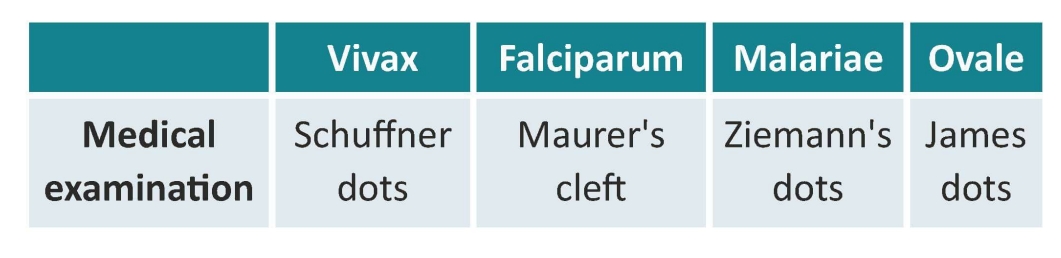 Vivax Falciparum Malariae Ovale
Medical Schuffner Maurer's Ziemann's James
examination dots cleft dots dots